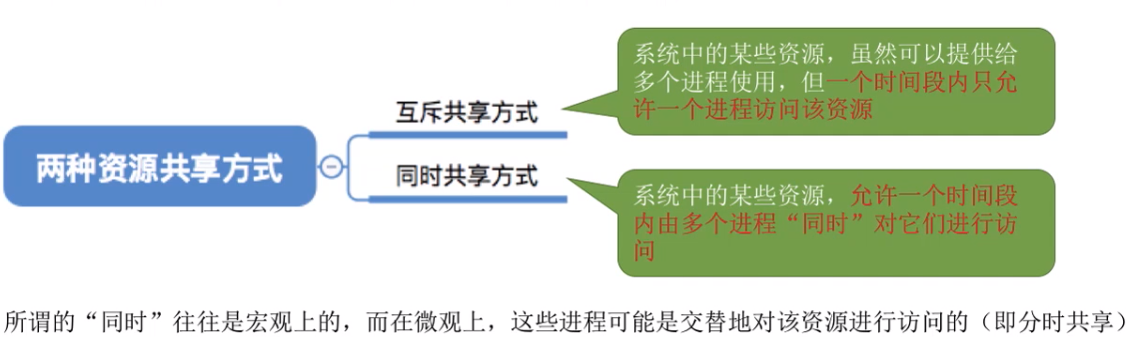 系统中的某些资源，虽然可以提供给
多个进程使用，但一个时间段内只允
许一个进程访问该资源
互斥共享方式
两种资源共享方式
同时共享方式
系统中的某些资源，允许一个时间段
内由多个进程“同时”对它们进行访
问
所谓的“同时”往往是宏观上的，而在微观上，这些进程可能是交替地对该资源进行访问的（即分时共享）